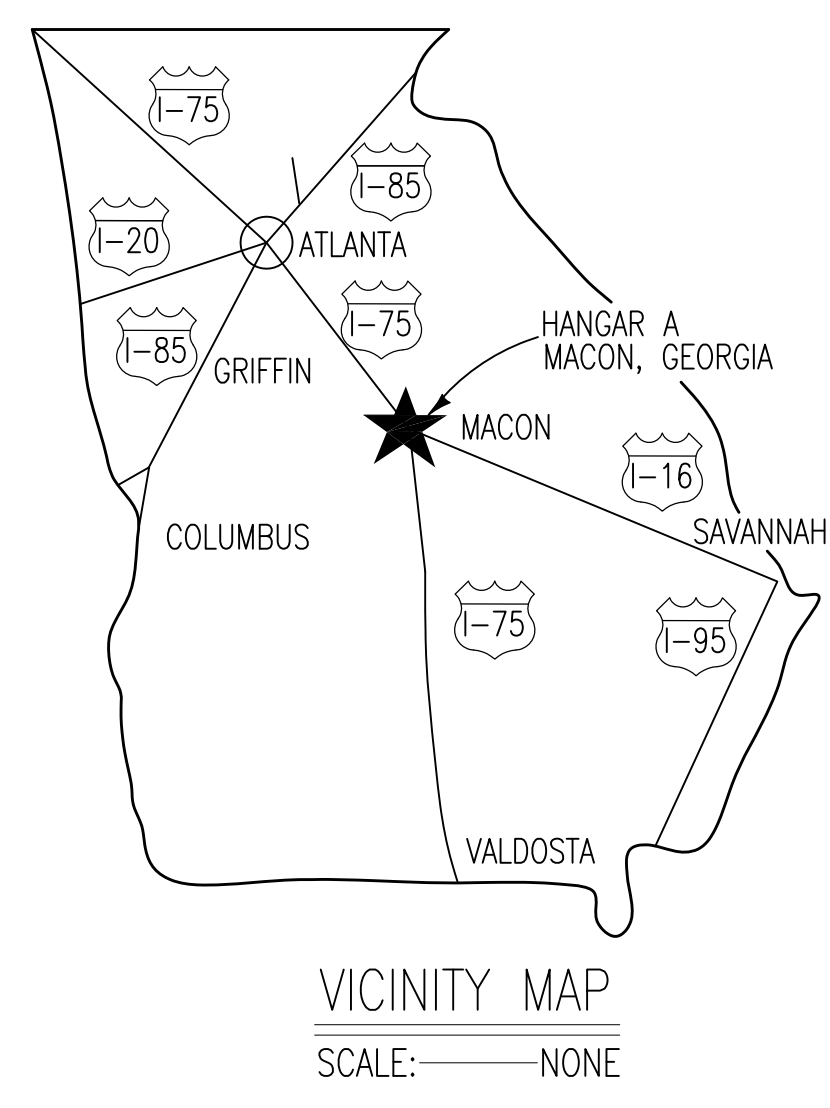 I-75
I-85
I-20
ATLANTA
I-75
HANGAR A
MACON, GEORGIA
I-85
GRIFFIN
MACON
I-16
SAVANNAH
COLUMBUS
I-75
I-95
VALDOSTA
VICINITY MAP
SCALE:————NONE